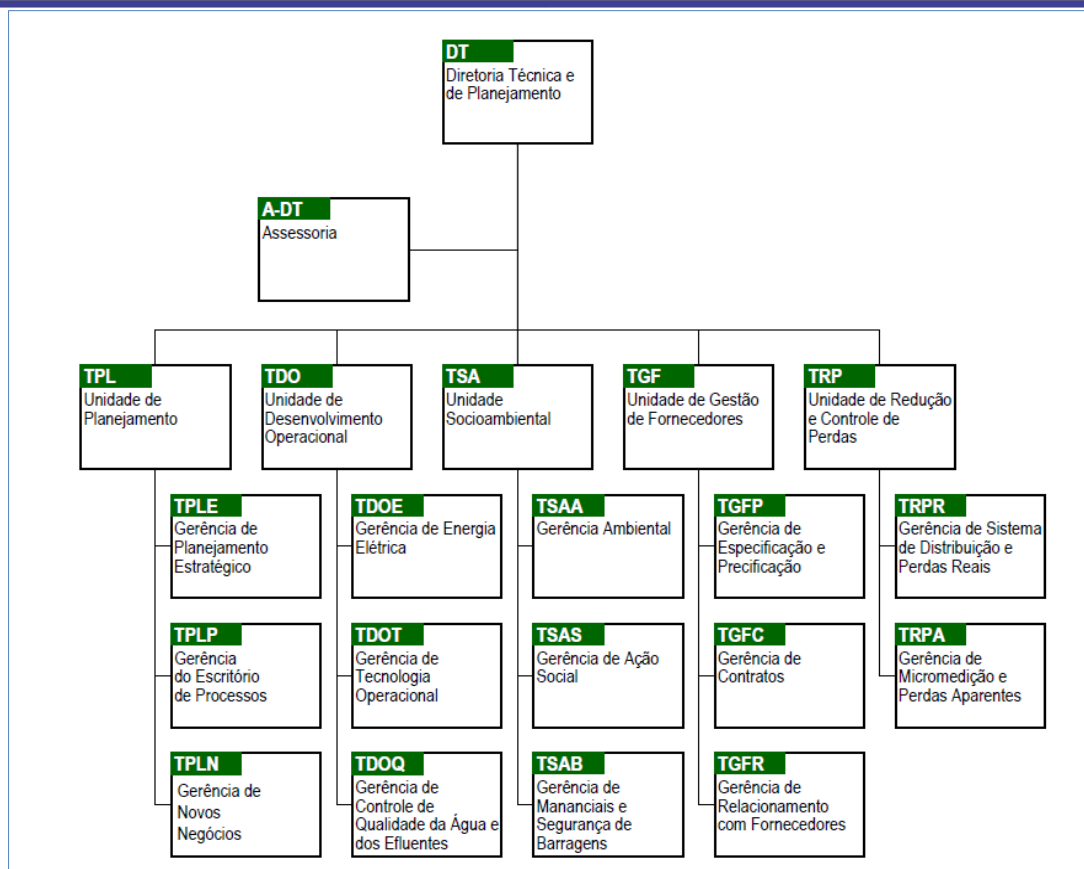 DT
Diretoria Técnica e
de Planejamento
A-DT
Assessoria
TPL
Unidade de
Planejamento
TDO
Unidade de
Desenvolvimento
Operacional
TSA
Unidade
Socioambiental
TGF
Unidade de Gestão
de Fornecedores
TRP
Unidade de Redução
e Controle de
Perdas
TPLE
Gerência de
Planejamento
Estratégico
TDOE
Gerência de Energia
Elétrica
TSAA
Gerência Ambiental
TGFP
Gerência de
Especificação e
Precificação
TRPR
Gerência de Sistema
de Distribuição e
Perdas Reais
TPLP
Gerência
do Escritório
de Processos
TDOT
Gerência de
Tecnologia
Operacional
TSAS
Gerência de Ação
Social
TGFC
Gerência de
Contratos
TRPA
Gerência de
Micromedição e
Perdas Aparentes
TPLN
Gerência de
Novos
Negócios
TDOQ
Gerência de
Controle de
Qualidade da Água e
dos Efluentes
TSAB
Gerência de
Mananciais e
Segurança de
Barragens
TGFR
Gerência de
Relacionamento
com Fornecedores